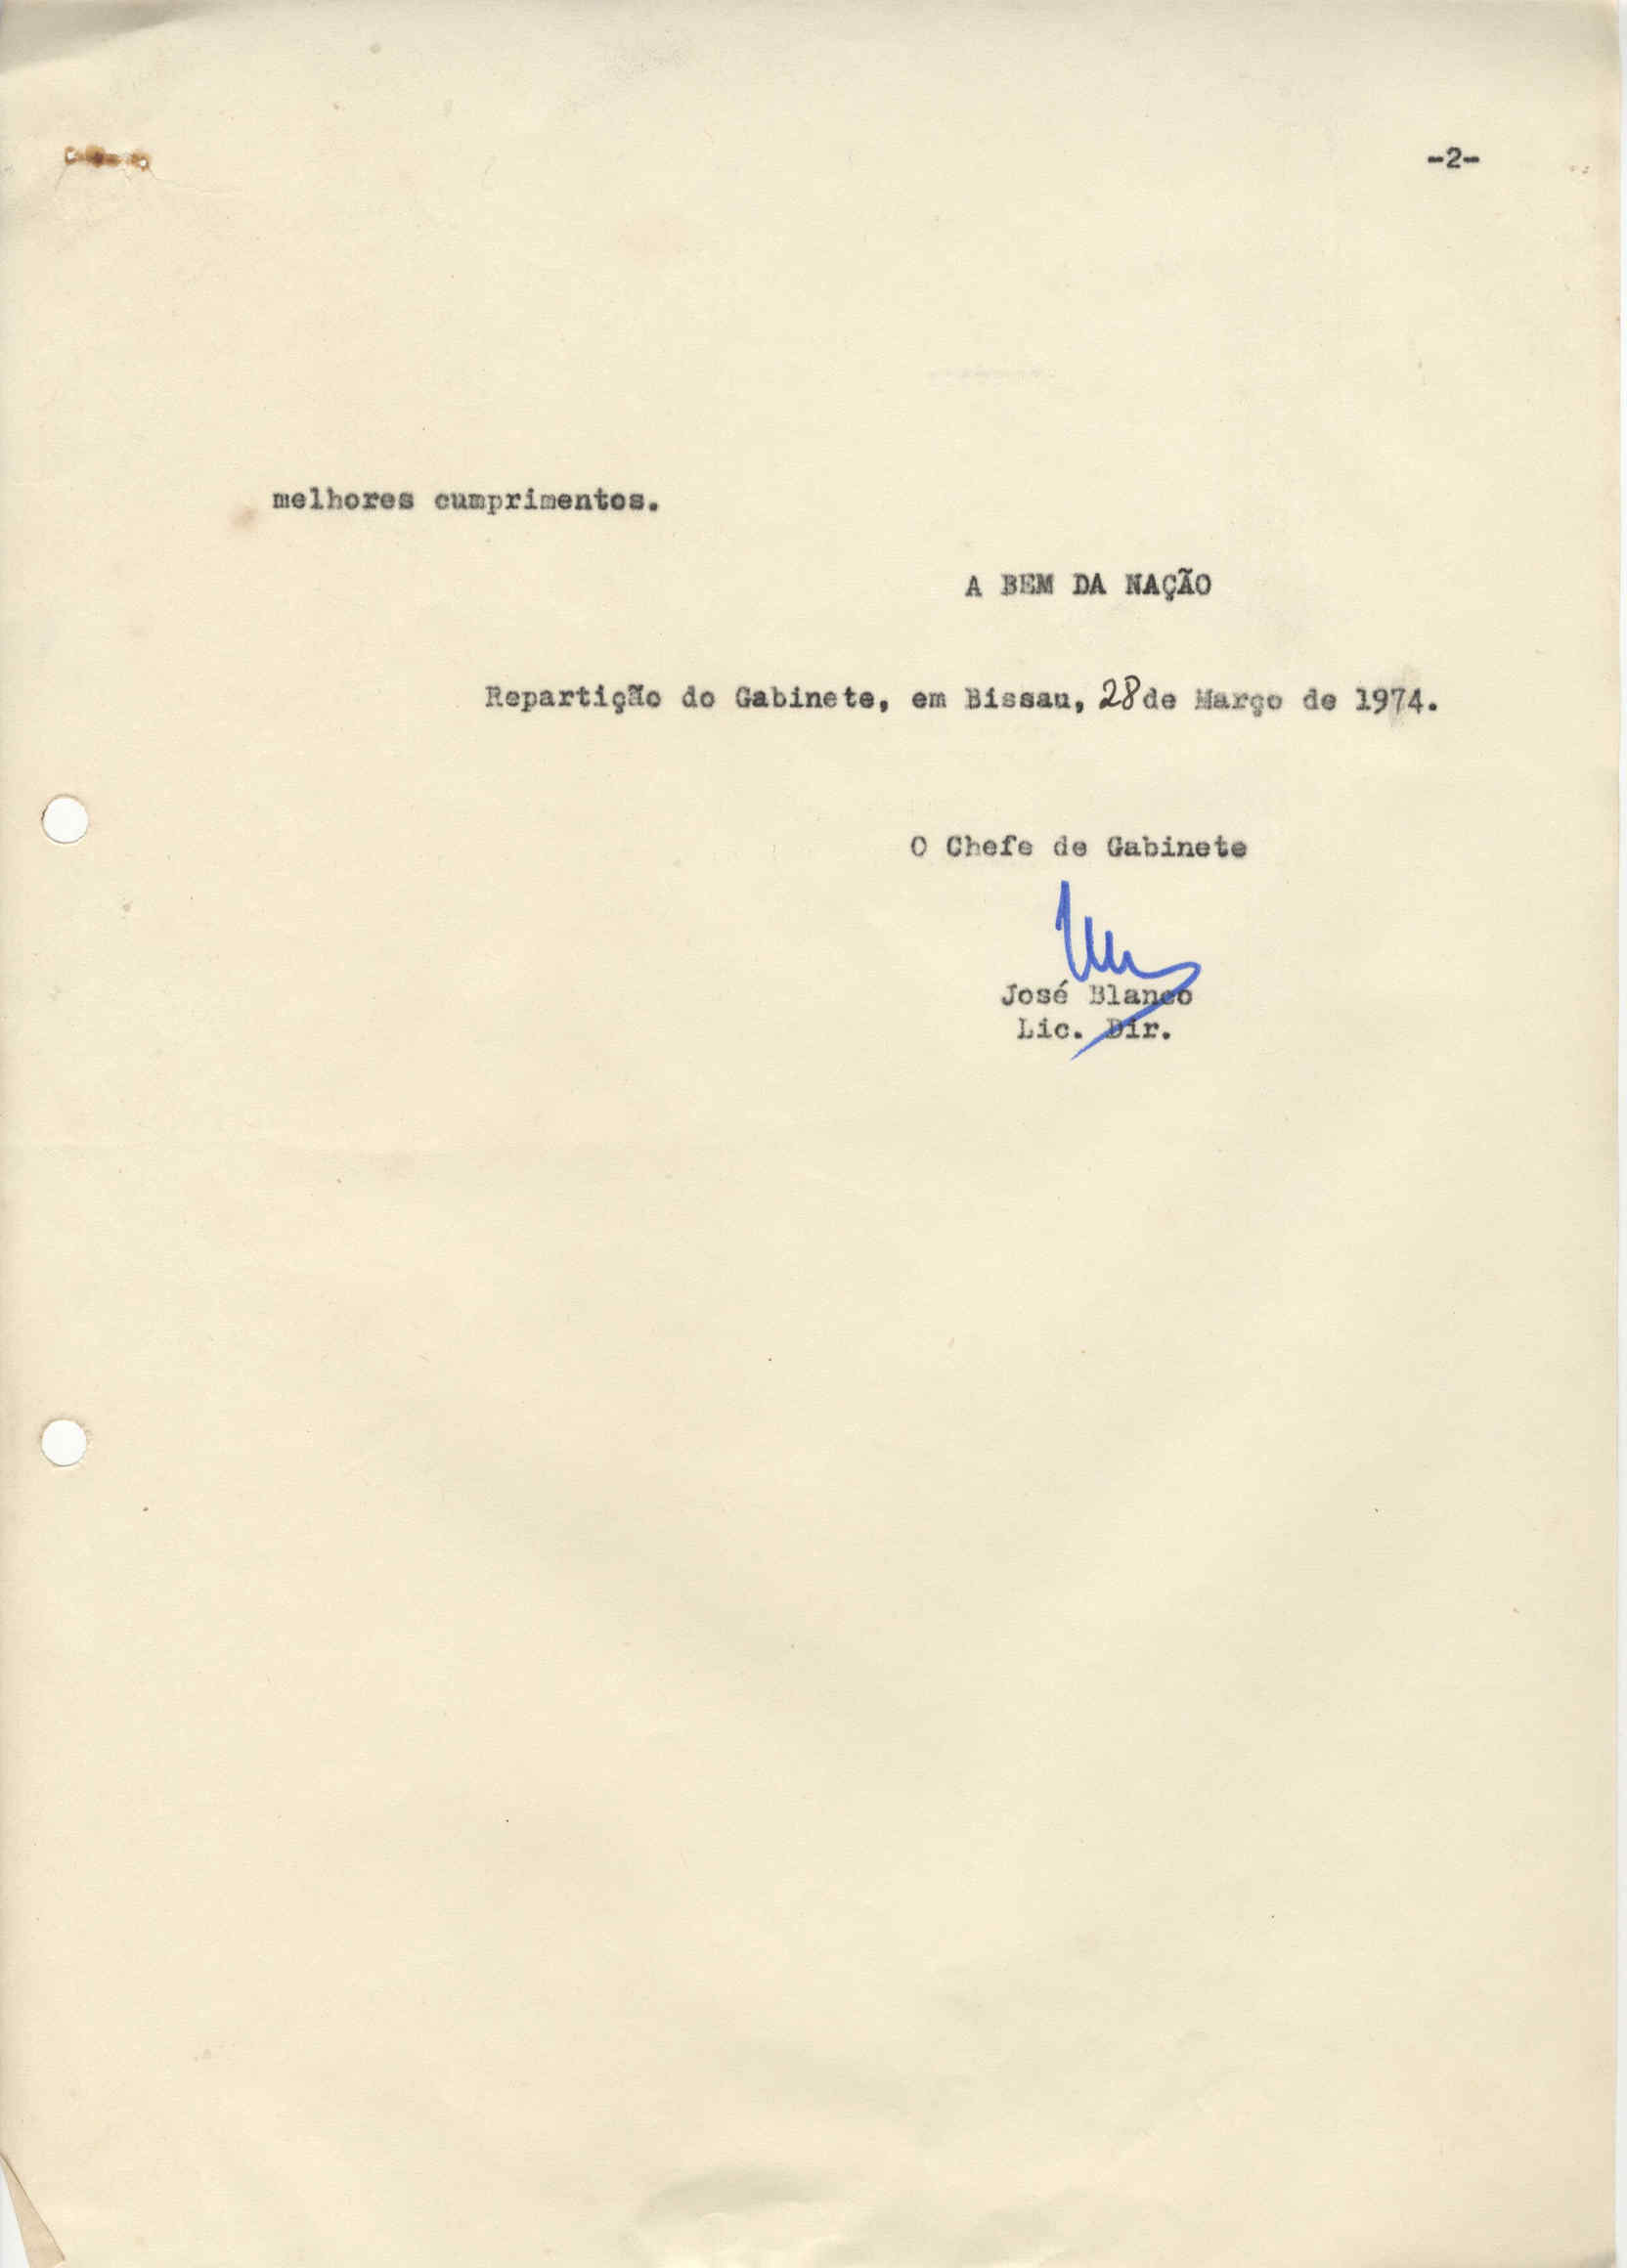 -2-
melhores cumprimentos.
A BEM DA NAÇÃO
Repartição do Gabinete, em Bissau, 28 de Março de 1974.
O Chefe de Gabinete
José Blanco
Lic. Dir.